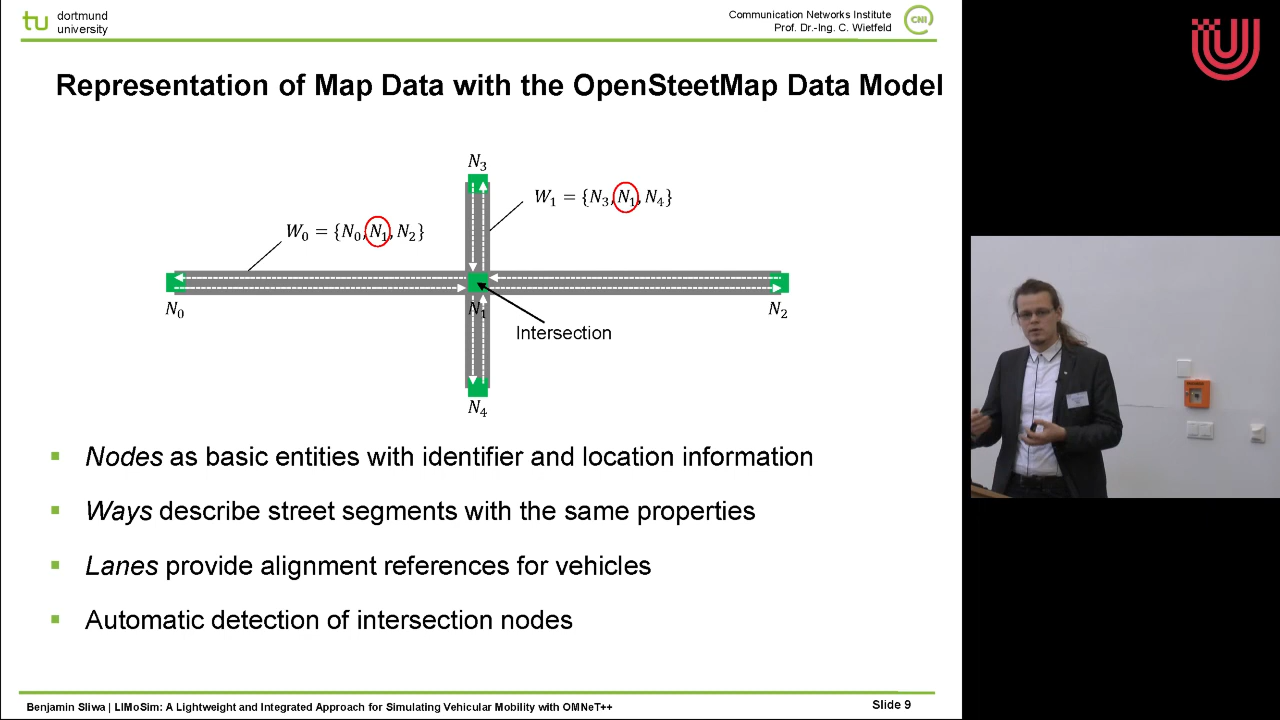 tu dortmund
university
Communication Networks Institute
Prof. Dr.-Ing. C. Wietfeld
CNI
Representation of Map Data with the OpenSteetMap Data Model
N₃
W₁ = {N₃, N₁, N₄}
W₀ = {N₀, N₁, N₂}
N₀
N₁
N₂
Intersection
N₄
Nodes as basic entities with identifier and location information
Ways describe street segments with the same properties
Lanes provide alignment references for vehicles
Automatic detection of intersection nodes
Benjamin Sliwa | LIMoSim: A Lightweight and Integrated Approach for Simulating Vehicular Mobility with OMNeT++
Slide 9